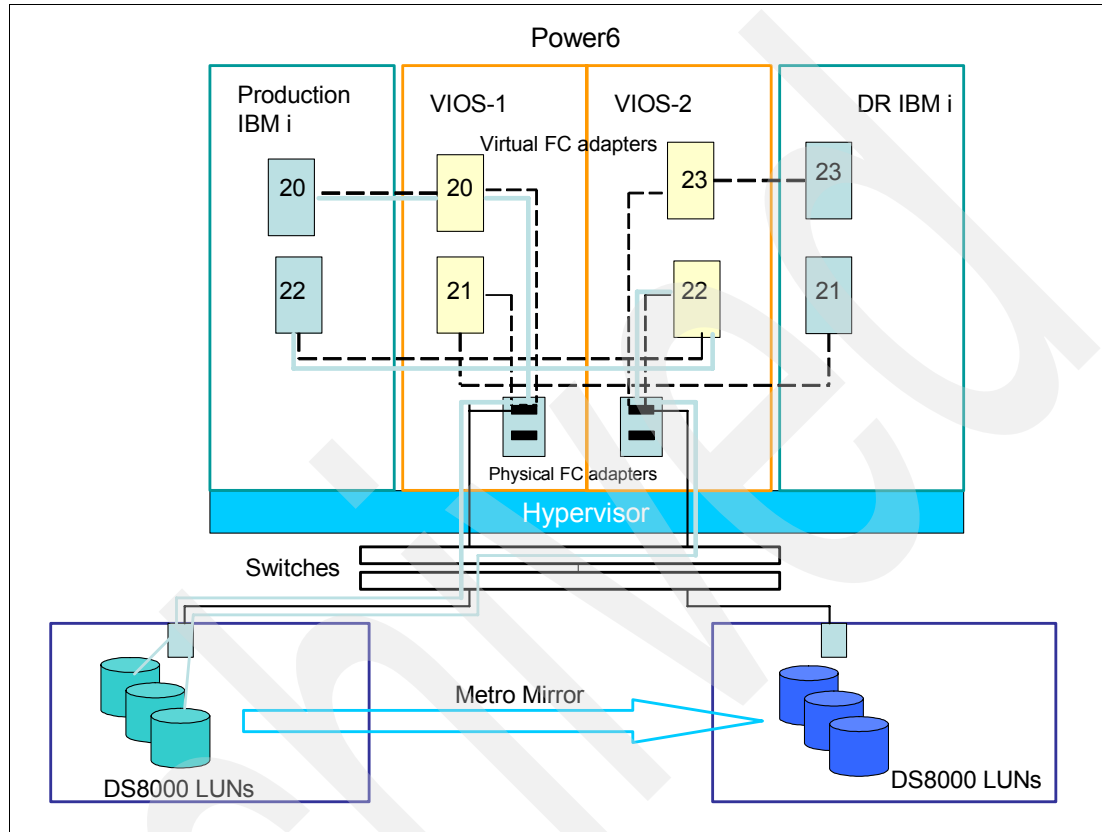 Power6
Production
IBM i
VIOS-1
VIOS-2
DR IBM i
Virtual FC adapters
20
20
23
23
22
21
22
21
Physical FC adapters
Hypervisor
Switches
Metro Mirror
DS8000 LUNs
DS8000 LUNs